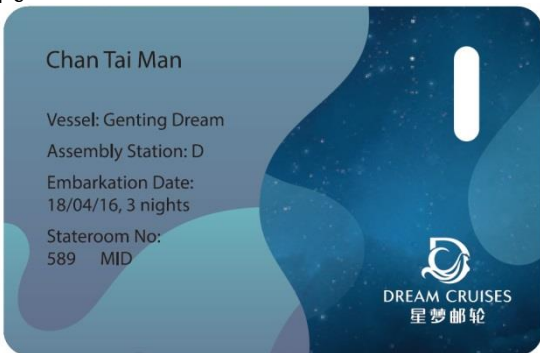 Chan Tai Man
Vessel: Genting Dream
Assembly Station: D
Embarkation Date:
18/04/16, 3 nights
Stateroom No:
589 MID
DREAM CRUISES
星梦邮轮